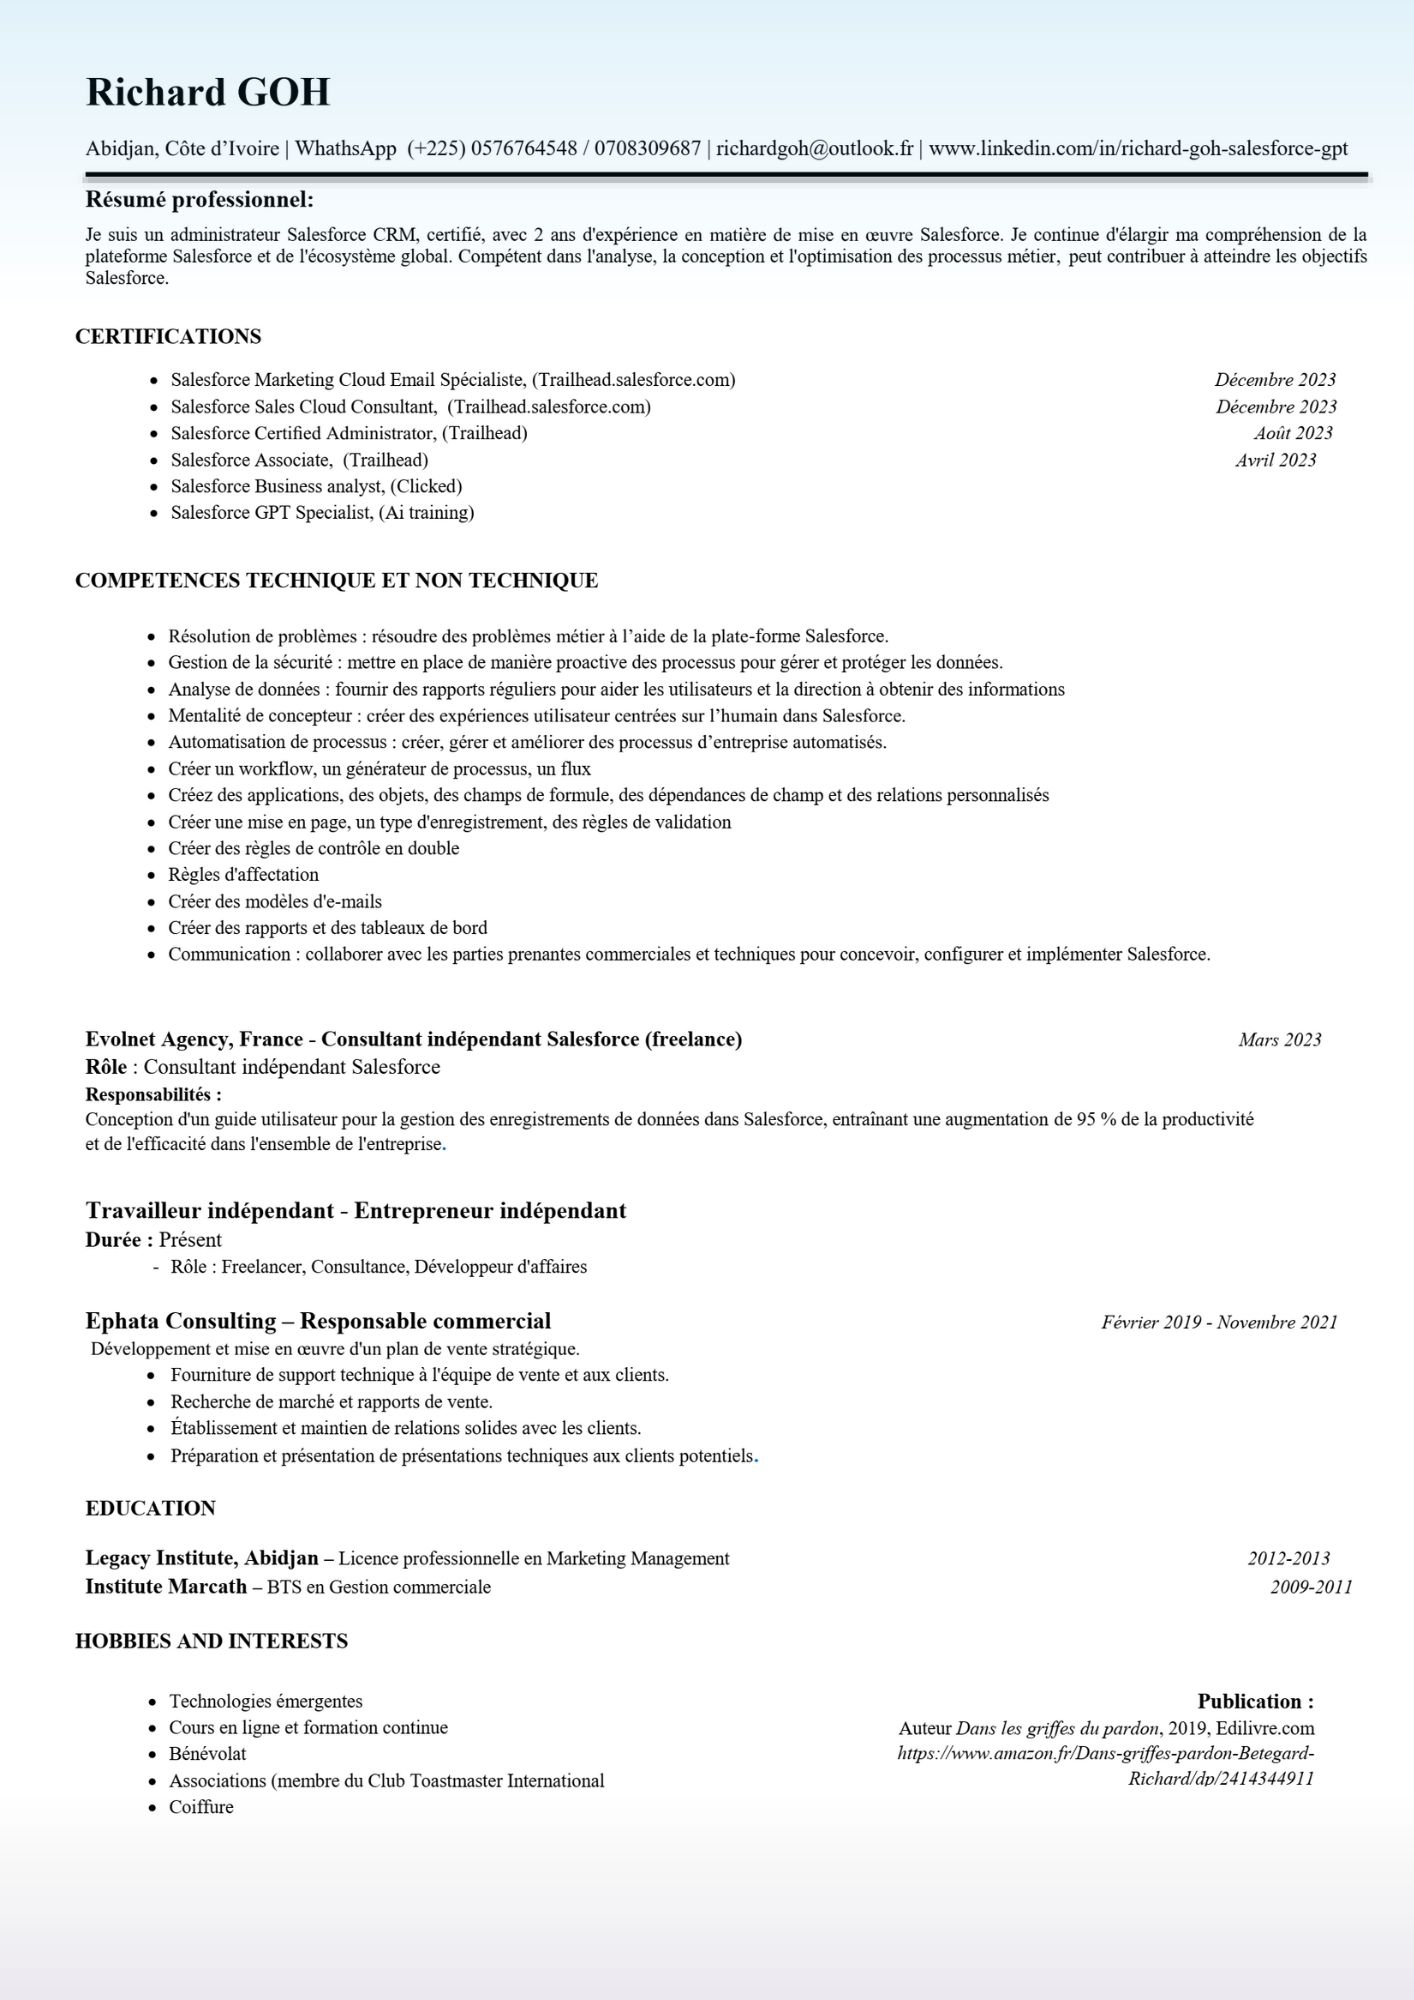 Richard GOH
Abidjan, Côte d’Ivoire | WhathsApp (+225) 0576764548 / 0708309687 | richardgoh@outlook.fr | www.linkedin.com/in/richard-goh-salesforce-gpt
Résumé professionnel:
Je suis un administrateur Salesforce CRM, certifié, avec 2 ans d'expérience en matière de mise en œuvre Salesforce. Je continue d'élargir ma compréhension de la
plateforme Salesforce et de l'écosystème global. Compétent dans l'analyse, la conception et l'optimisation des processus métier, peut contribuer à atteindre les objectifs
Salesforce.
CERTIFICATIONS
• Salesforce Marketing Cloud Email Spécialiste, (Trailhead.salesforce.com) Décembre 2023
• Salesforce Sales Cloud Consultant, (Trailhead.salesforce.com) Décembre 2023
• Salesforce Certified Administrator, (Trailhead) Août 2023
• Salesforce Associate, (Trailhead) Avril 2023
• Salesforce Business analyst, (Clicked)
• Salesforce GPT Specialist, (Ai training)
COMPETENCES TECHNIQUE ET NON TECHNIQUE
• Résolution de problèmes : résoudre des problèmes métier à l’aide de la plate-forme Salesforce.
• Gestion de la sécurité : mettre en place de manière proactive des processus pour gérer et protéger les données.
• Analyse de données : fournir des rapports réguliers pour aider les utilisateurs et la direction à obtenir des informations
• Mentalité de concepteur : créer des expériences utilisateur centrées sur l’humain dans Salesforce.
• Automatisation de processus : créer, gérer et améliorer des processus d’entreprise automatisés.
• Créer un workflow, un générateur de processus, un flux
• Créez des applications, des objets, des champs de formule, des dépendances de champ et des relations personnalisés
• Créer une mise en page, un type d'enregistrement, des règles de validation
• Créer des règles de contrôle en double
• Règles d'affectation
• Créer des modèles d'e-mails
• Créer des rapports et des tableaux de bord
• Communication : collaborer avec les parties prenantes commerciales et techniques pour concevoir, configurer et implémenter Salesforce.
Evolnet Agency, France - Consultant indépendant Salesforce (freelance) Mars 2023
Rôle : Consultant indépendant Salesforce
Responsabilités :
Conception d'un guide utilisateur pour la gestion des enregistrements de données dans Salesforce, entraînant une augmentation de 95 % de la productivité
et de l'efficacité dans l'ensemble de l'entreprise.
Travailleur indépendant - Entrepreneur indépendant
Durée : Présent
- Rôle : Freelancer, Consultance, Développeur d'affaires
Ephata Consulting – Responsable commercial Février 2019 - Novembre 2021
Développement et mise en œuvre d'un plan de vente stratégique.
• Fourniture de support technique à l'équipe de vente et aux clients.
• Recherche de marché et rapports de vente.
• Établissement et maintien de relations solides avec les clients.
• Préparation et présentation de présentations techniques aux clients potentiels.
EDUCATION
Legacy Institute, Abidjan – Licence professionnelle en Marketing Management 2012-2013
Institute Marcath – BTS en Gestion commerciale 2009-2011
HOBBIES AND INTERESTS
• Technologies émergentes
• Cours en ligne et formation continue
• Bénévolat
• Associations (membre du Club Toastmaster International
• Coiffure
Publication :
Auteur Dans les griffes du pardon, 2019, Edilivre.com
https://www.amazon.fr/Dans-griffes-pardon-Betegard-
Richard/dp/2414344911